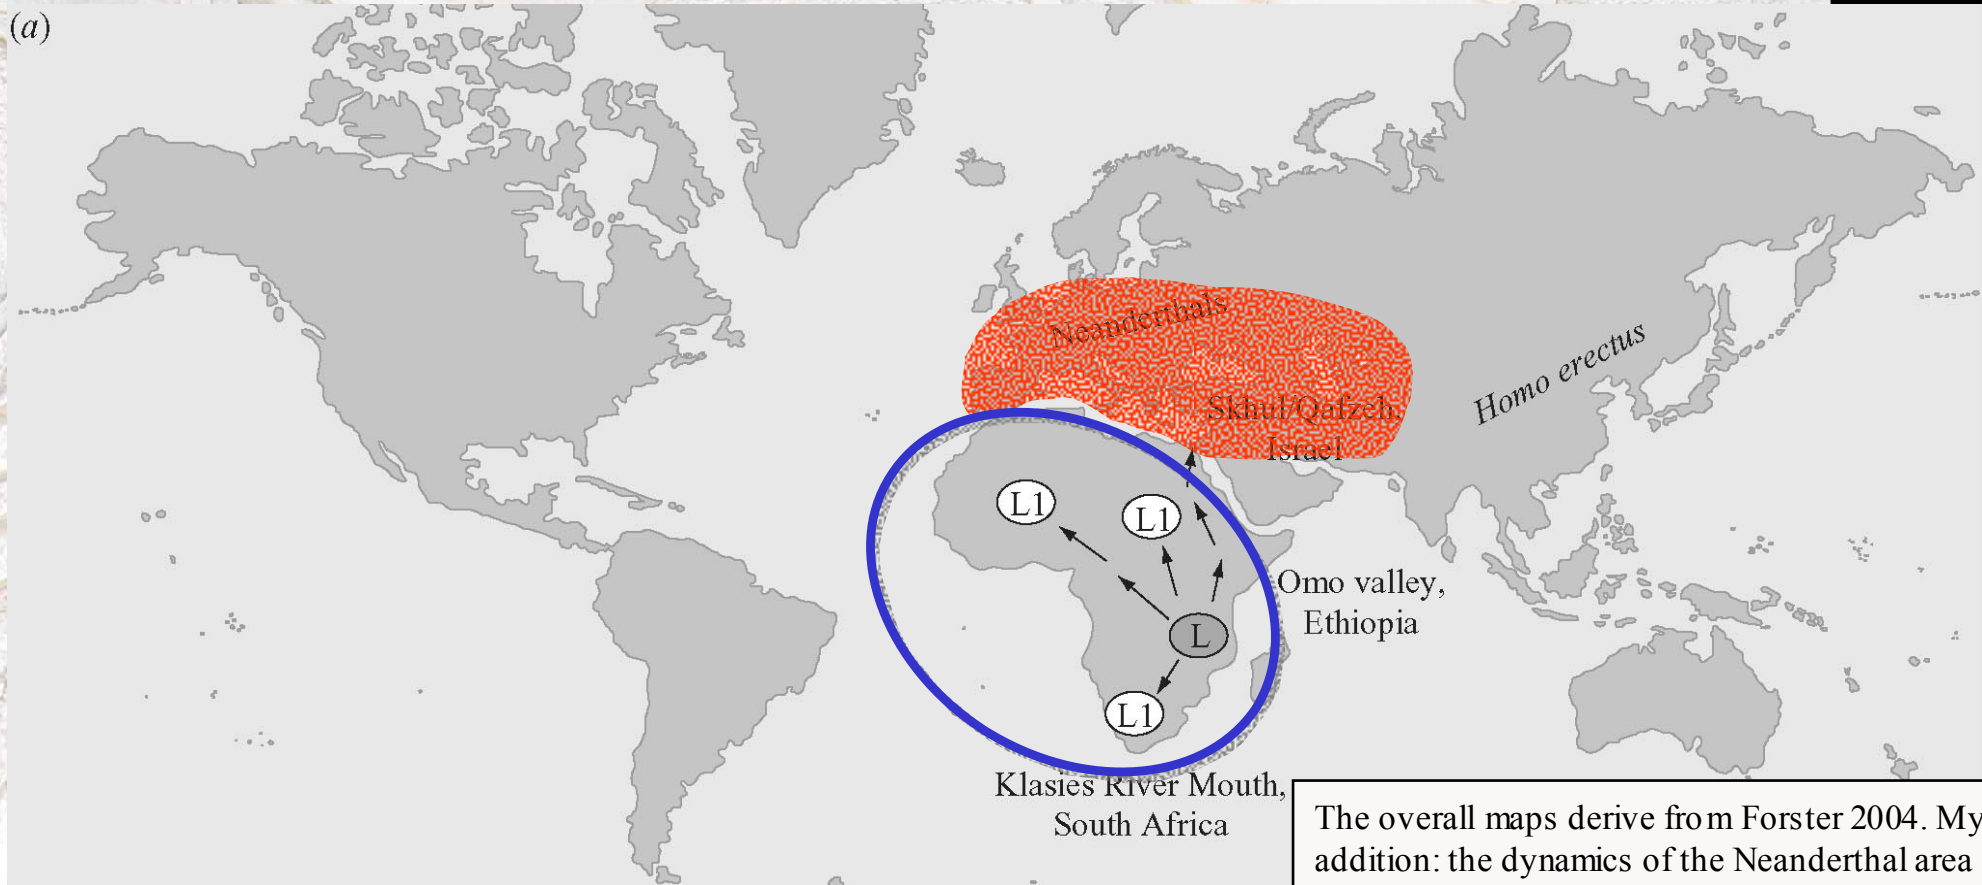 (a)
Neanderthals
Homo erectus
Skhul/Qafzeh,
Israel
L1
L1
Omo valley,
Ethiopia
L
L1
Klasies River Mouth,
South Africa
The overall maps derive from Forster 2004. My
addition: the dynamics of the Neanderthal area